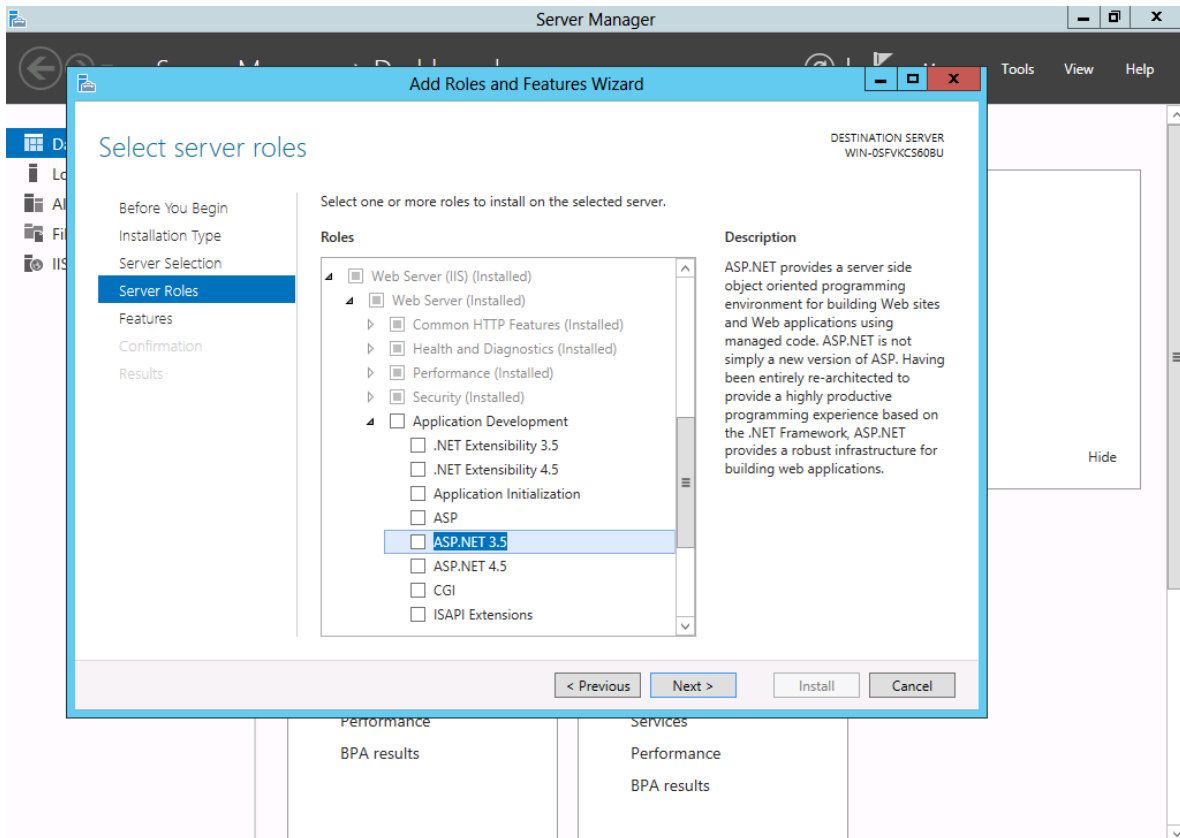 Server Manager
Tools View Help
Add Roles and Features Wizard
Select server roles
DESTINATION SERVER
WIN-0SFVKCS60BU
Before You Begin
Installation Type
Server Selection
Server Roles
Features
Confirmation
Results
Select one or more roles to install on the selected server.
Roles
Web Server (IIS) (Installed)
Web Server (Installed)
Common HTTP Features (Installed)
Health and Diagnostics (Installed)
Performance (Installed)
Security (Installed)
Application Development
.NET Extensibility 3.5
.NET Extensibility 4.5
Application Initialization
ASP
ASP.NET 3.5
ASP.NET 4.5
CGI
ISAPI Extensions
Description
ASP.NET provides a server side
object oriented programming
environment for building Web sites
and Web applications using
managed code. ASP.NET is not
simply a new version of ASP. Having
been entirely re-architected to
provide a highly productive
programming experience based on
the .NET Framework, ASP.NET
provides a robust infrastructure for
building web applications.
Hide
< Previous
Next >
Install
Cancel
Performance
BPA results
Services
Performance
BPA results